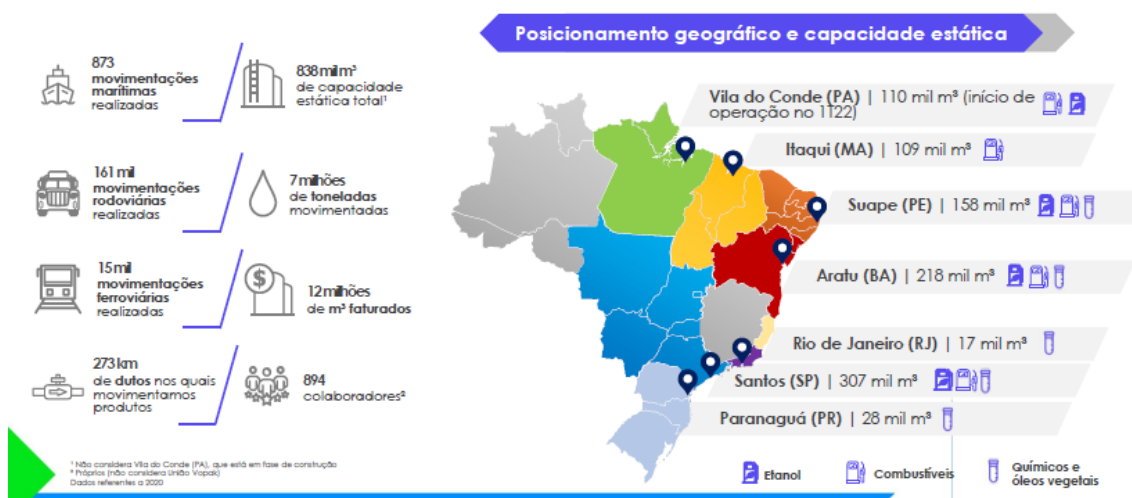 Posicionamento geográfico e capacidade estática
873
movimentações
marítimas
realizadas
838 mil m³
de capacidade
estática total¹
161 mil
movimentações
rodoviárias
realizadas
7 milhões
de toneladas
movimentadas
15 mil
movimentações
ferroviárias
realizadas
12 milhões
de m³ faturados
273 km
de dutos nos quais
movimentamos
produtos
894
colaboradores²
Vila do Conde (PA) | 110 mil m³ (início de
operação no 1T22)
Itaqui (MA) | 109 mil m³
Suape (PE) | 158 mil m³
Aratu (BA) | 218 mil m³
Rio de Janeiro (RJ) | 17 mil m³
Santos (SP) | 307 mil m³
Paranaguá (PR) | 28 mil m³
¹ Não considera Vila do Conde (PA), que está em fase de construção
² Próprios (não considera União Vopak)
Dados referentes a 2020
Etanol
Combustíveis
Químicos e
óleos vegetais